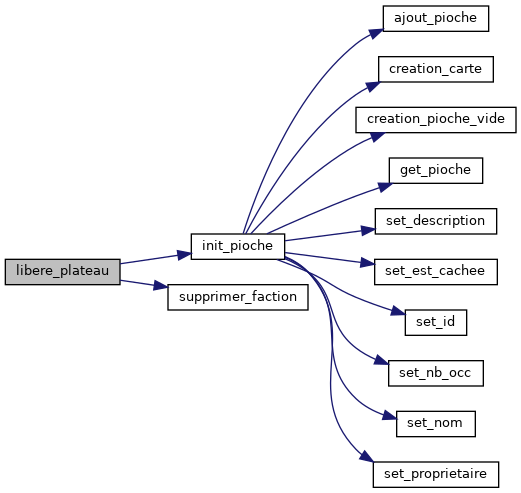 ajout_pioche
creation_carte
creation_pioche_vide
get_pioche
set_description
init_pioche
libere_plateau
set_est_cachee
supprimer_faction
set_id
set_nb_occ
set_nom
set_proprietaire